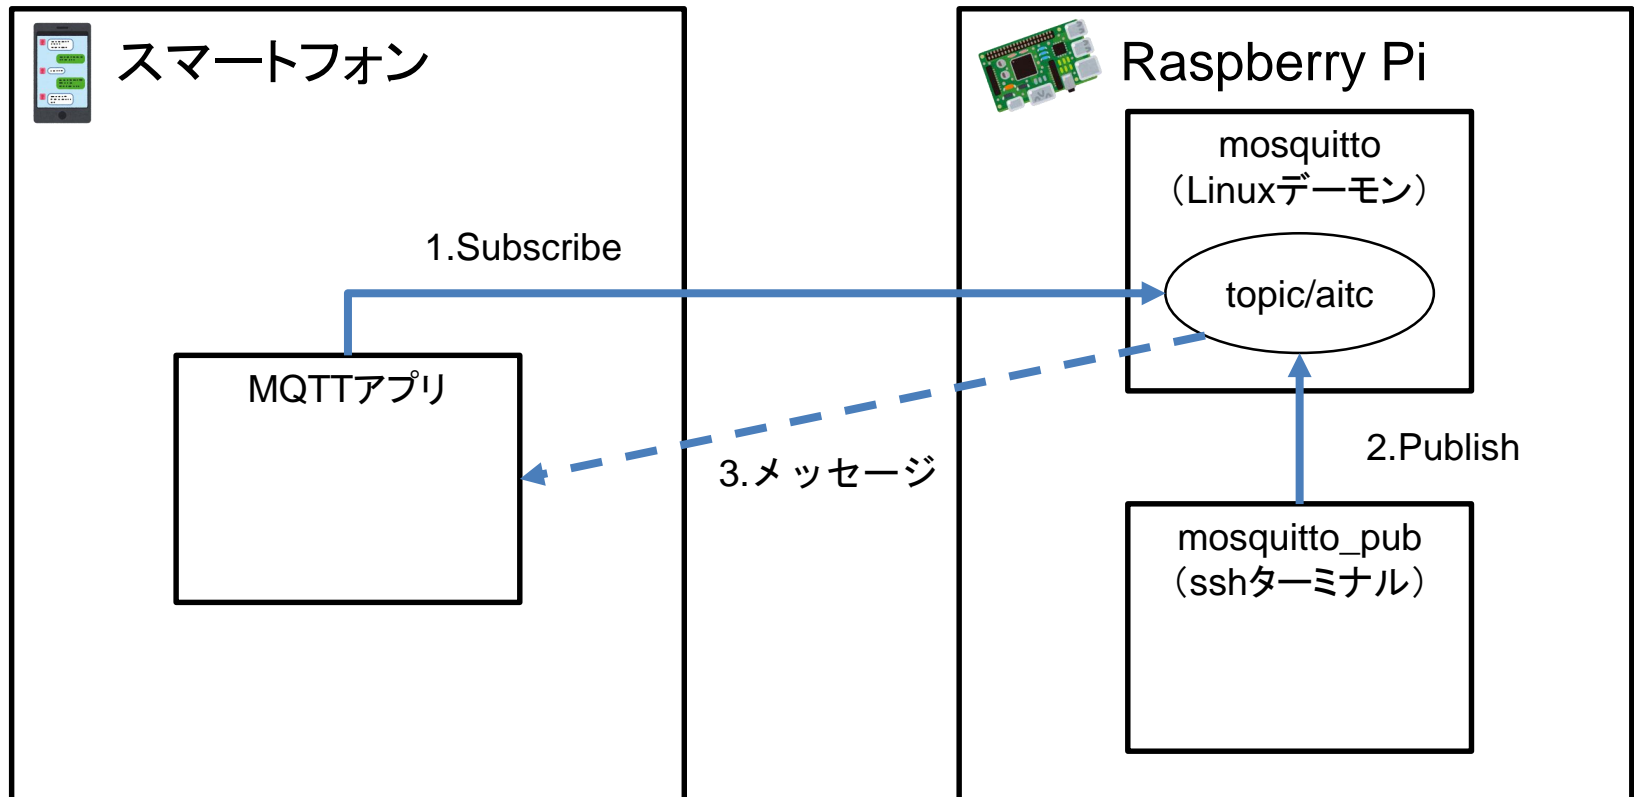 スマートフォン
Raspberry Pi
mosquitto
（Linuxデーモン）
1.Subscribe
topic/aitc
MQTTアプリ
3.メッセージ
2.Publish
mosquitto_pub
（sshターミナル）